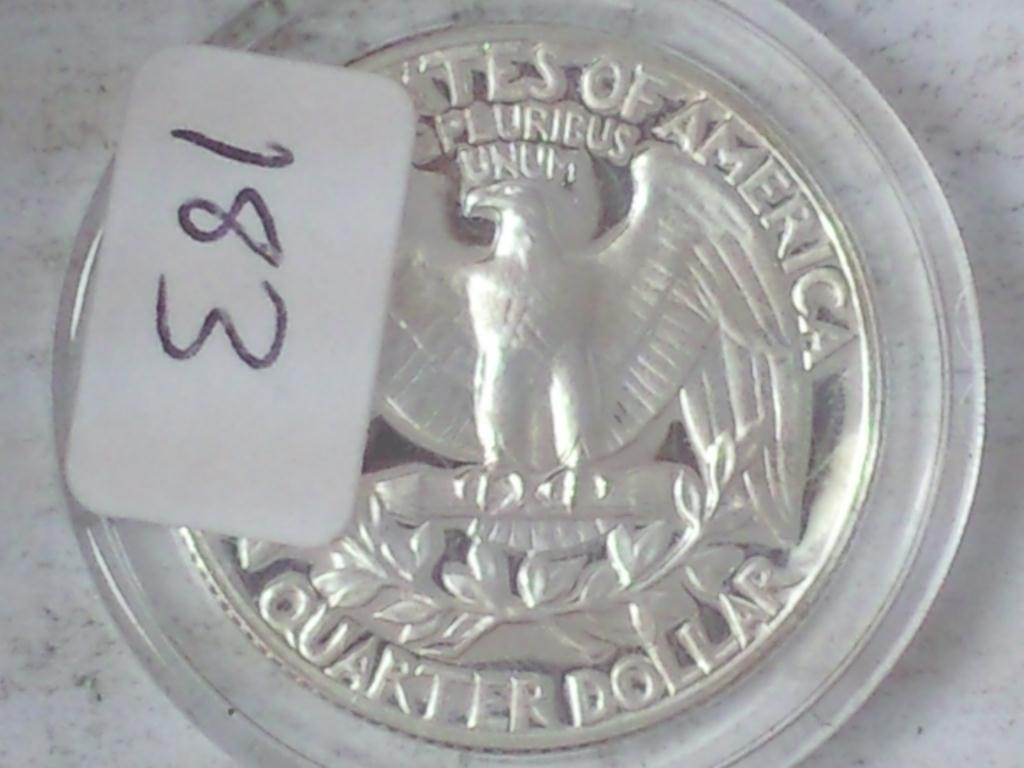 183
TES OF AMERICA
PLURIBUS
UNUM
QUARTER DOLLAR